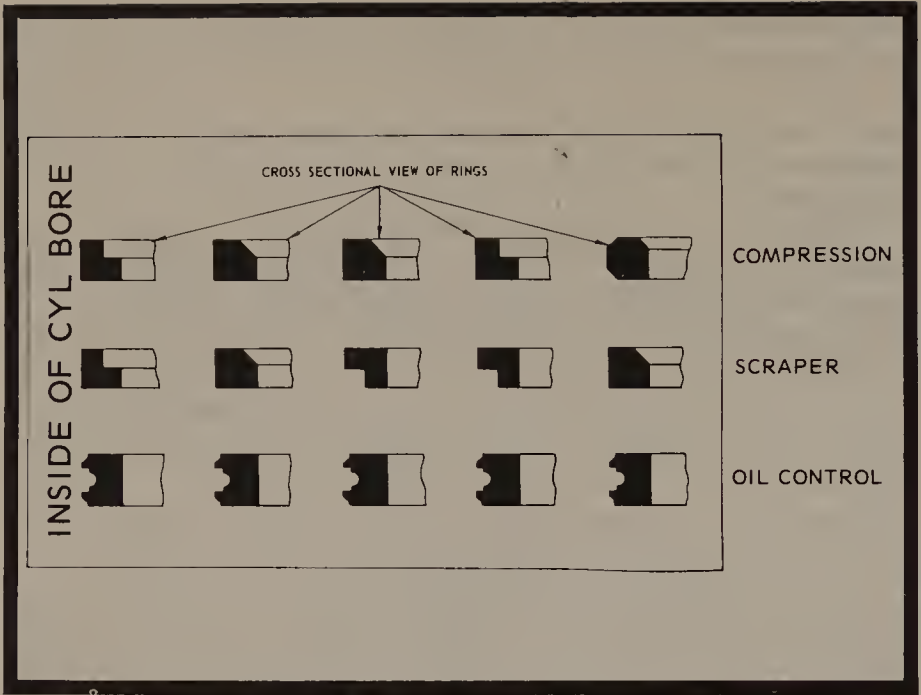 CROSS SECTIONAL VIEW OF RINGS
INSIDE OF CYL BORE
COMPRESSION
SCRAPER
OIL CONTROL